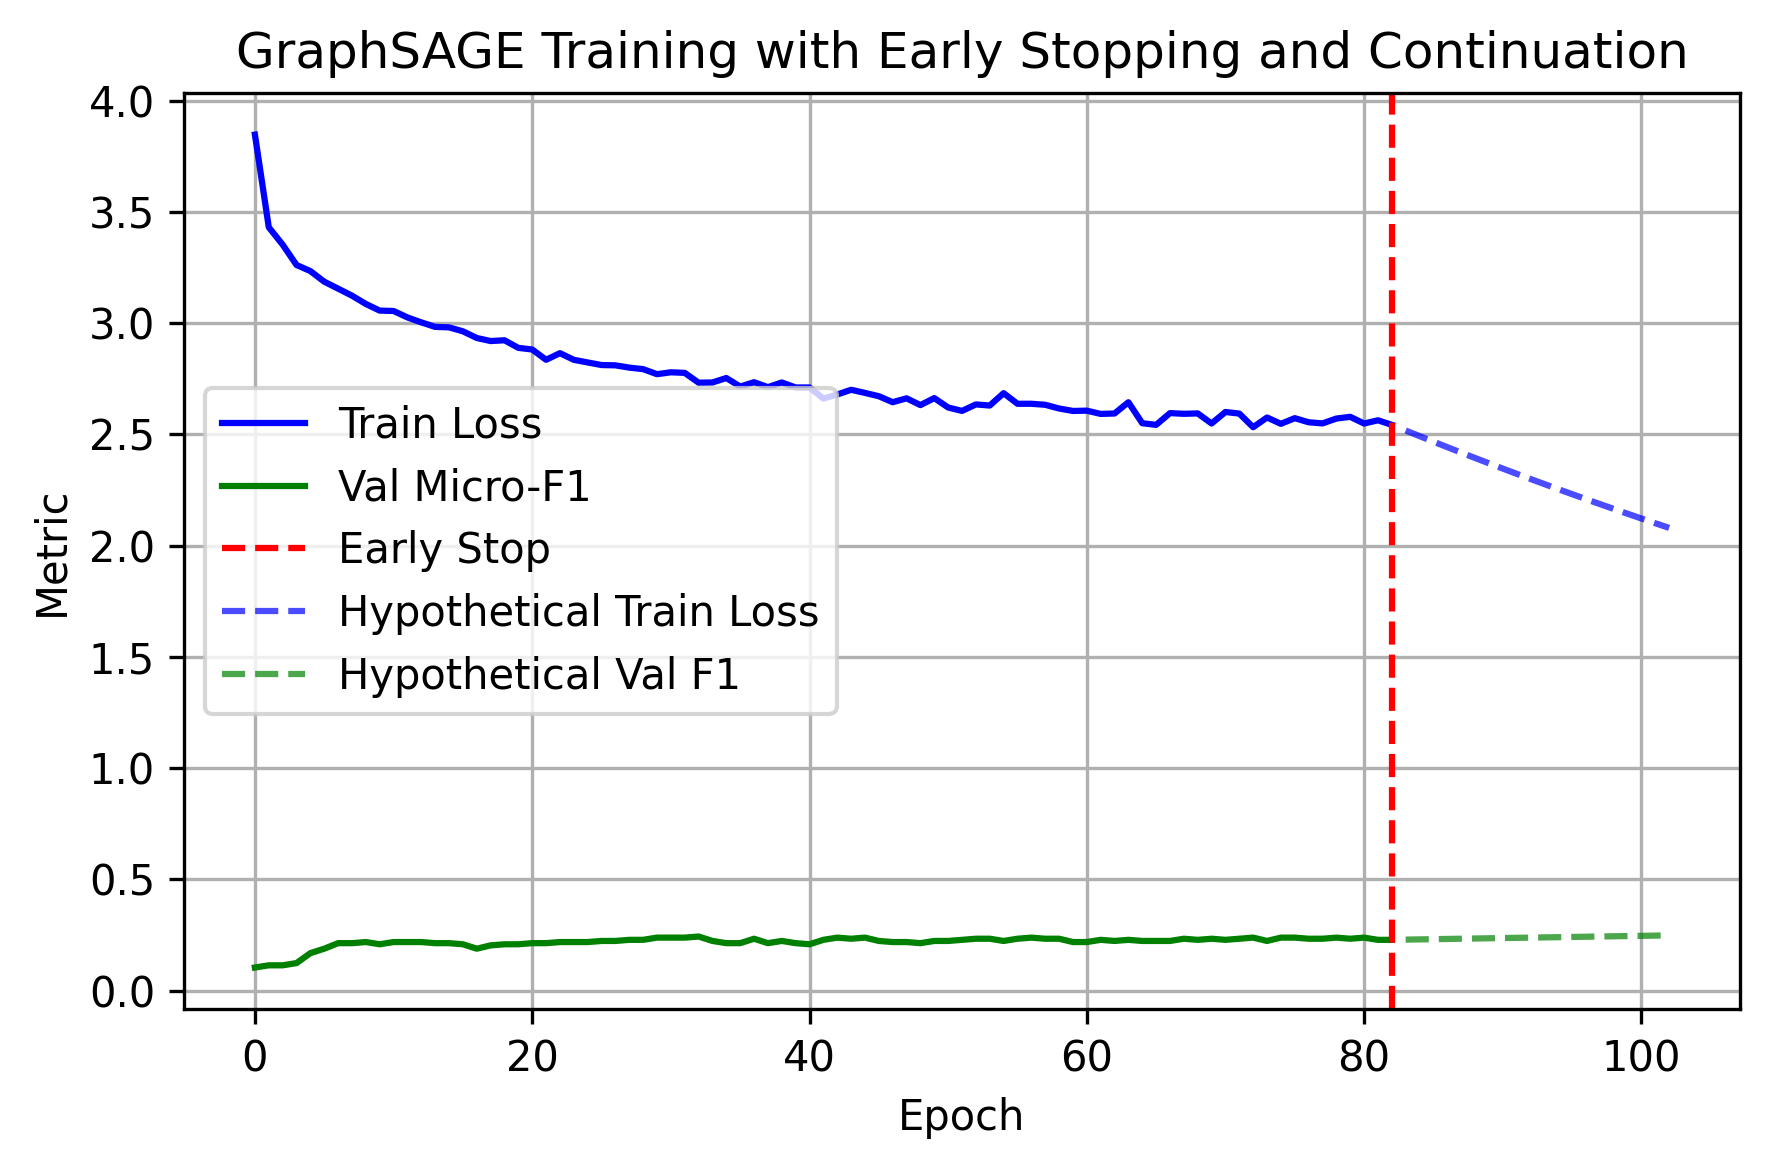 GraphSAGE Training with Early Stopping and Continuation
4.0
3.5
3.0
2.5
2.0
1.5
1.0
0.5
0.0
Metric
Train Loss
Val Micro-F1
Early Stop
Hypothetical Train Loss
Hypothetical Val F1
0 20 40 60 80 100
Epoch